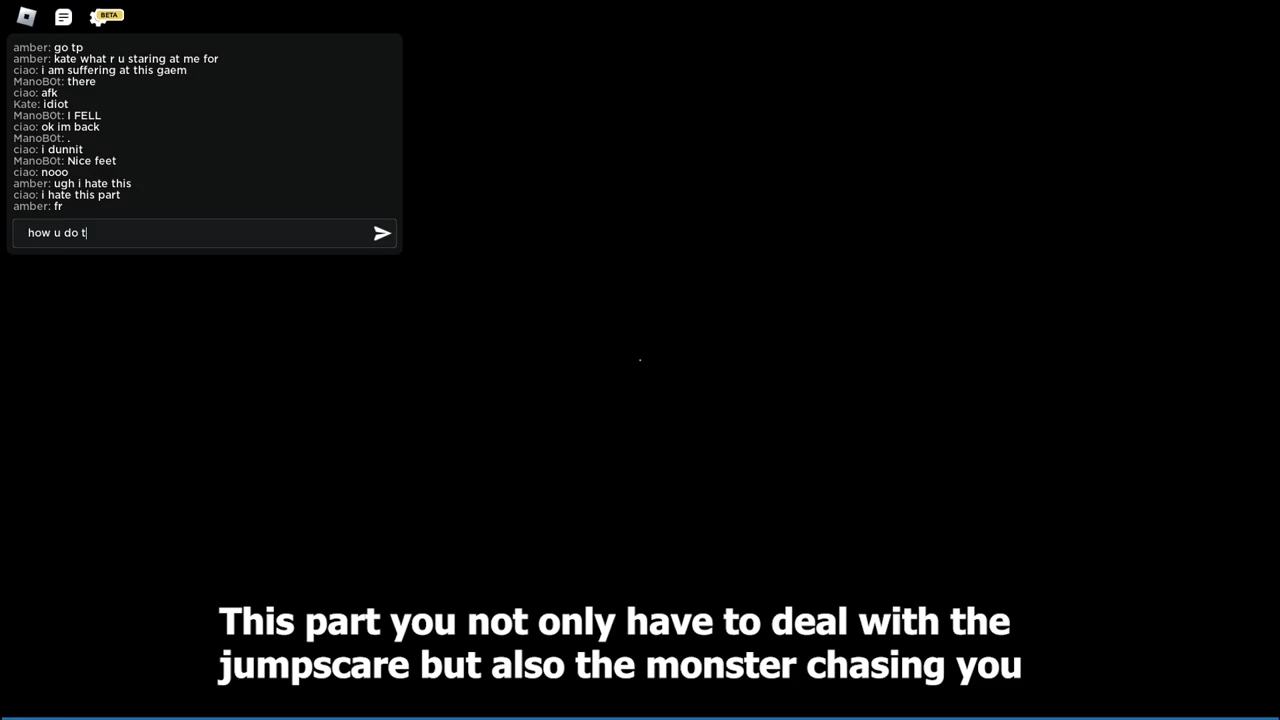 BETA
amber: go tp
amber: kate what r u staring at me for
ciao: i am suffering at this gaem
ManoB0t: there
ciao: afk
Kate: idiot
ManoB0t: I FELL
ciao: ok im back
ManoB0t: .
ciao: i dunnit
ManoB0t: Nice feet
ciao: nooo
amber: ugh i hate this
ciao: i hate this part
amber: fr
how u do t
This part you not only have to deal with the
jumpscare but also the monster chasing you